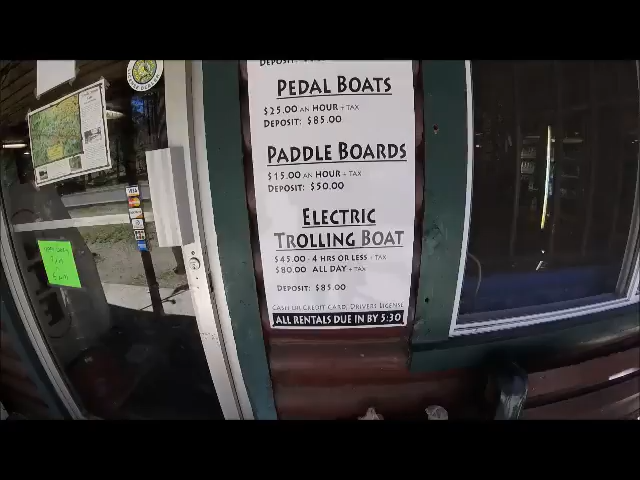 DEPOSIT:
PEDAL BOATS
$25.00 AN HOUR + TAX
DEPOSIT: $85.00
PADDLE BOARDS
$15.00 AN HOUR + TAX
DEPOSIT: $50.00
ELECTRIC
TROLLING BOAT
$45.00 - 4 HRS OR LESS + TAX
$80.00 ALL DAY + TAX
DEPOSIT: $85.00
CASH OR CREDIT CARD, DRIVERS LICENSE
ALL RENTALS DUE IN BY 5:30
VISA